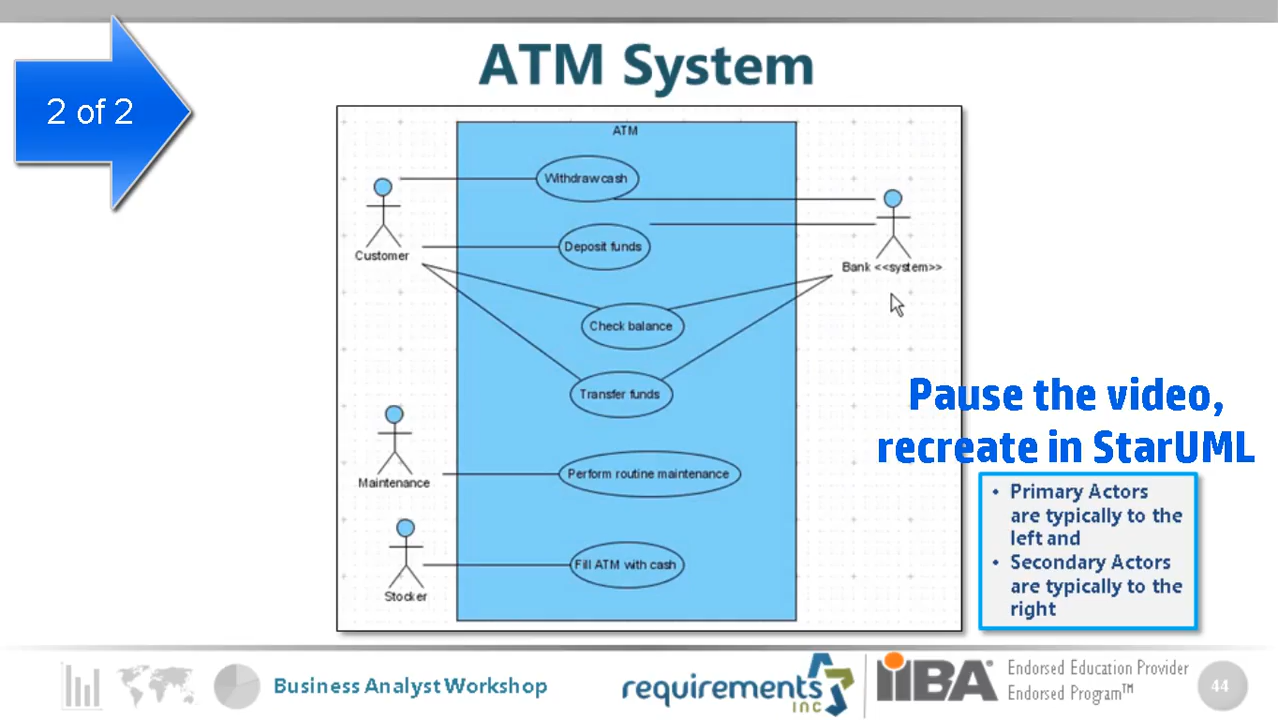 ATM System
2 of 2
ATM
Withdraw cash
Deposit funds
Customer
Bank <<system>>
Check balance
Transfer funds
Pause the video,
recreate in StarUML
Maintenance
Perform routine maintenance
Primary Actors
are typically to the
left and
Secondary Actors
are typically to the
right
Fill ATM with cash
Stocker
Business Analyst Workshop
requirements
inc
iiBA®
Endorsed Education Provider
Endorsed Program™
44